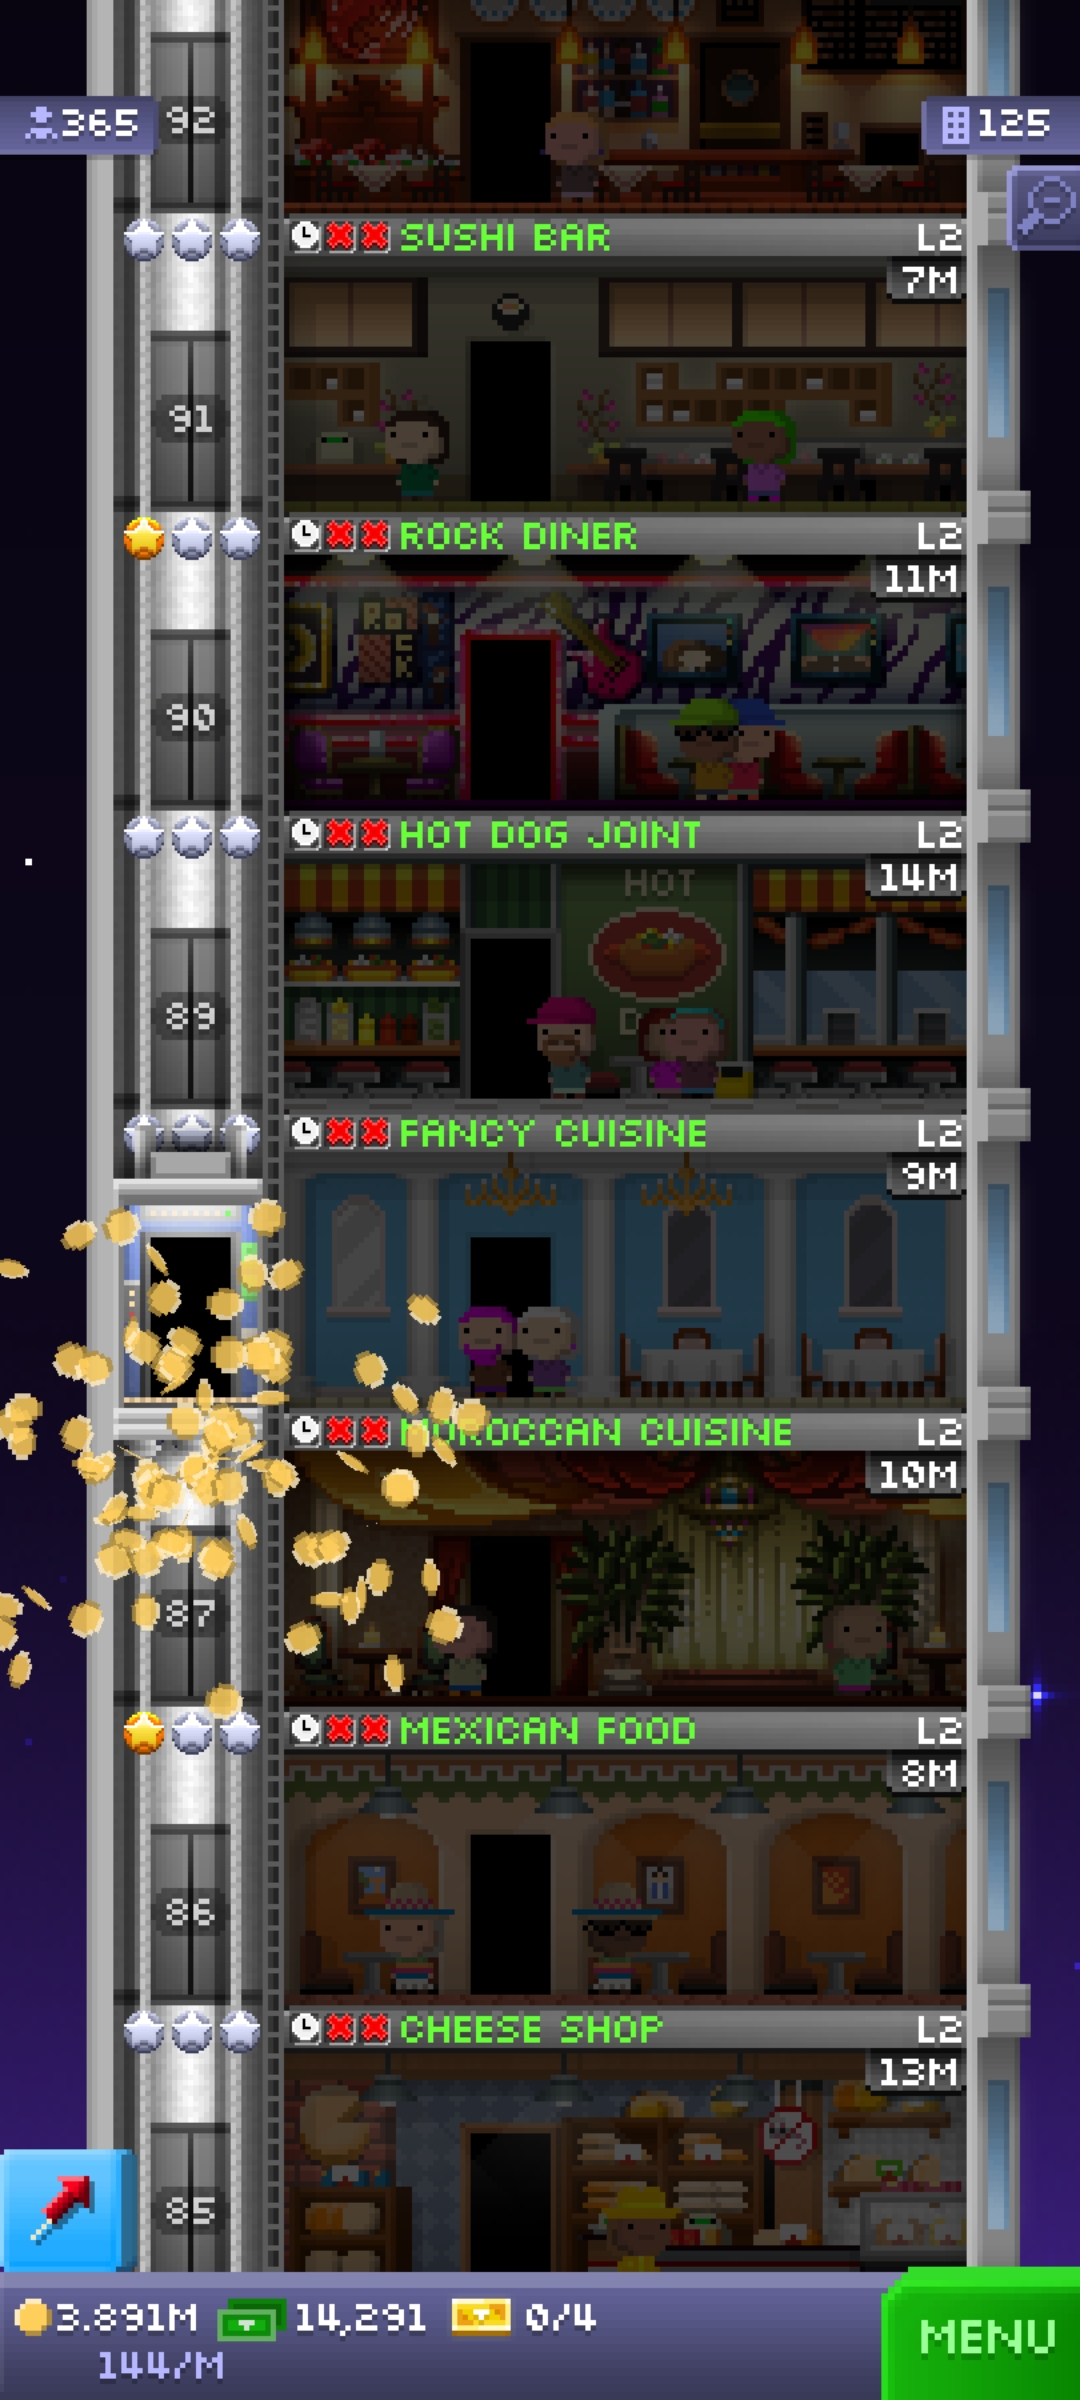 92
365
125
SUSHI BAR L2
7M
91
ROCK DINER L2
11M
ROCK
90
HOT DOG JOINT L2
14M
HOT
89
FANCY CUISINE L2
9M
MOROCCAN CUISINE L2
10M
87
MEXICAN FOOD L2
8M
86
CHEESE SHOP L2
13M
85
3.891M 14,291 0/4
144/M
MENU